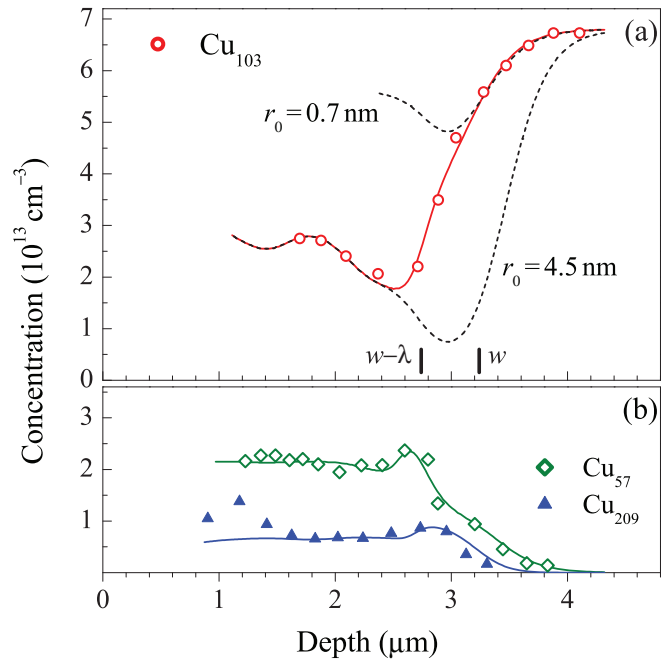 7
(a)
Cu103
6
r0 = 0.7 nm
5
4
3
r0 = 4.5 nm
2
1
w–λ
w
0
Concentration (10^13 cm^–3)
(b)
3
Cu57
2
Cu209
1
0
1
2
3
4
Depth (μm)